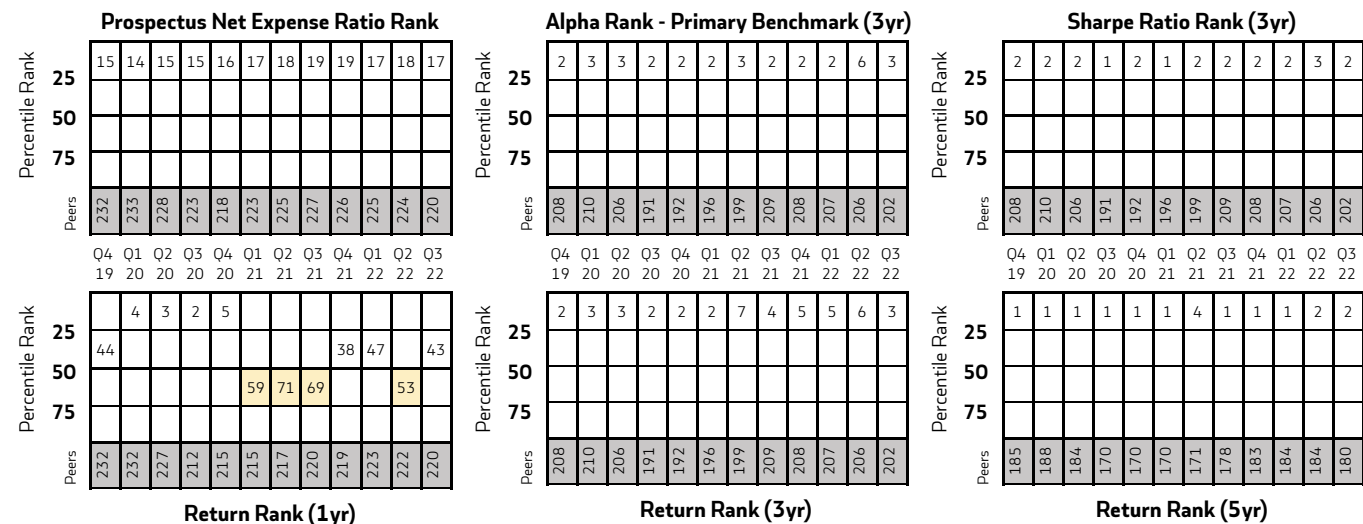 Prospectus Net Expense Ratio Rank
Percentile Rank
25
50
75
15 14 15 15 16 17 18 19 19 17 18 17
Peers
232 233 228 223 218 223 225 227 226 225 224 220
Alpha Rank - Primary Benchmark (3yr)
Percentile Rank
25
50
75
2 3 3 2 2 2 3 2 2 2 6 3
Peers
208 210 206 191 192 196 199 209 208 207 206 202
Sharpe Ratio Rank (3yr)
Percentile Rank
25
50
75
2 2 2 1 2 1 2 2 2 2 3 2
Peers
208 210 206 191 192 196 199 209 208 207 206 202
Q4 Q1 Q2 Q3 Q4 Q1 Q2 Q3 Q4 Q1 Q2 Q3
19 20 20 20 20 21 21 21 21 22 22 22
Q4 Q1 Q2 Q3 Q4 Q1 Q2 Q3 Q4 Q1 Q2 Q3
19 20 20 20 20 21 21 21 21 22 22 22
Q4 Q1 Q2 Q3 Q4 Q1 Q2 Q3 Q4 Q1 Q2 Q3
19 20 20 20 20 21 21 21 21 22 22 22
Percentile Rank
4 3 2 5
25
44 38 47 43
50
59 71 69 53
75
Peers
232 232 227 212 215 215 217 220 219 223 222 220
Return Rank (1yr)
Percentile Rank
25
50
75
2 3 3 2 2 2 7 4 5 5 6 3
Peers
208 210 206 191 192 196 199 209 208 207 206 202
Return Rank (3yr)
Percentile Rank
25
50
75
1 1 1 1 1 1 4 1 1 1 2 2
Peers
185 188 184 170 170 170 171 178 183 184 184 180
Return Rank (5yr)